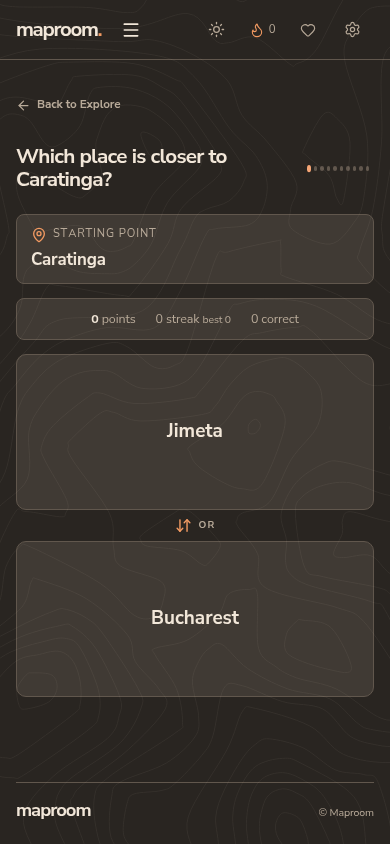 maproom.
0
Back to Explore
Which place is closer to
Caratinga?
STARTING POINT
Caratinga
0 points 0 streak best 0 0 correct
Jimeta
OR
Bucharest
maproom
© Maproom